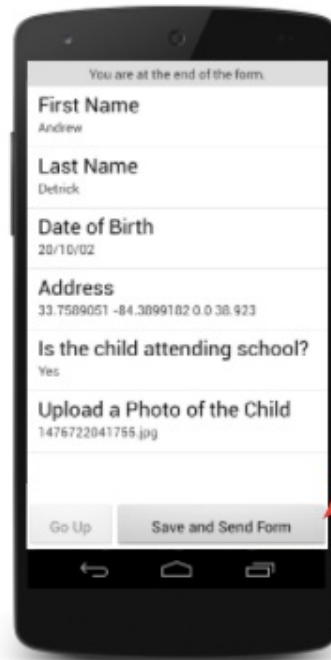 You are at the end of the form.
First Name
Andrew
Last Name
Detrick
Date of Birth
20/10/02
Address
33.7589051 -84.3899182 0.0 38.923
Is the child attending school?
Yes
Upload a Photo of the Child
1476722041755.jpg
Go Up
Save and Send Form